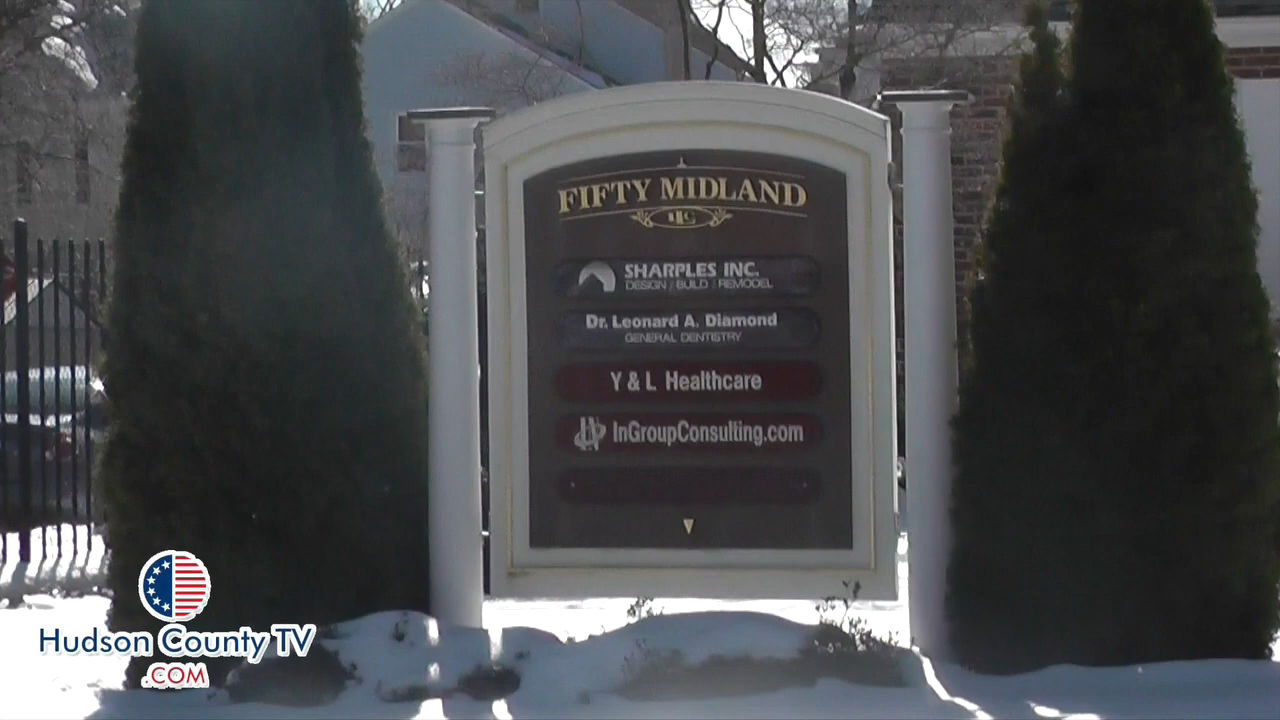 FIFTY MIDLAND
LLC
SHARPLES INC.
DESIGN / BUILD / REMODEL
Dr. Leonard A. Diamond
GENERAL DENTISTRY
Y & L Healthcare
InGroupConsulting.com
HUDSON COUNTY TV
.COM